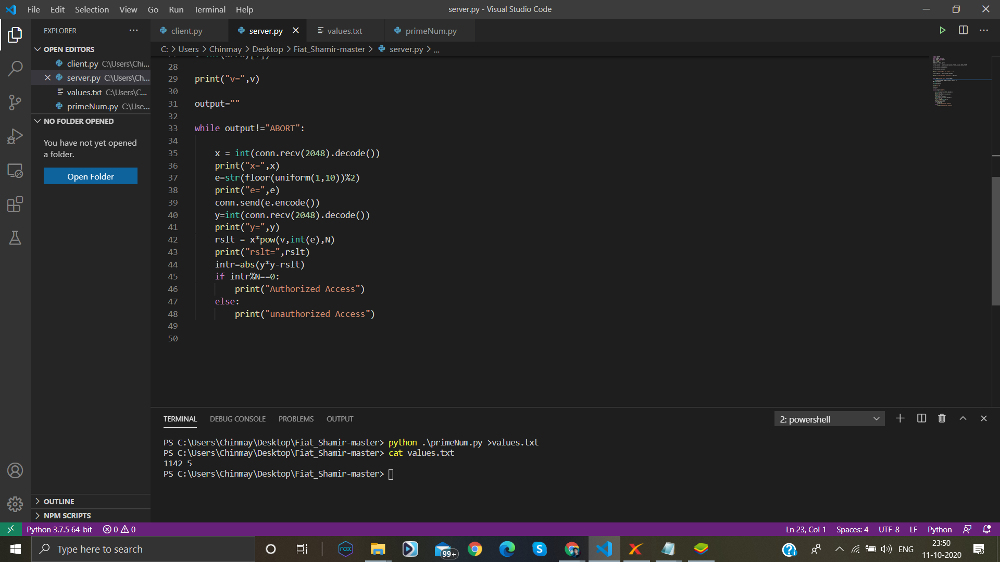 File Edit Selection View Go Run Terminal Help
server.py - Visual Studio Code
EXPLORER
client.py
server.py
values.txt
primeNum.py
OPEN EDITORS
client.py C:\Users\Chi...
server.py C:\Users\Ch...
values.txt C:\Users\C...
primeNum.py C:\Use...
NO FOLDER OPENED
You have not yet opened
a folder.
Open Folder
OUTLINE
NPM SCRIPTS
C: > Users > Chinmay > Desktop > Fiat_Shamir-master > server.py > ...
28
29 print("v=",v)
30
31 output=""
32
33 while output!="ABORT":
34
35 x = int(conn.recv(2048).decode())
36 print("x=",x)
37 e=str(floor(uniform(1,10))%2)
38 print("e=",e)
39 conn.send(e.encode())
40 y=int(conn.recv(2048).decode())
41 print("y=",y)
42 rslt = x*pow(v,int(e),N)
43 print("rslt=",rslt)
44 intr=abs(y*y-rslt)
45 if intr%N==0:
46 print("Authorized Access")
47 else:
48 print("unauthorized Access")
49
50
TERMINAL DEBUG CONSOLE PROBLEMS OUTPUT
2: powershell
PS C:\Users\Chinmay\Desktop\Fiat_Shamir-master> python .\primeNum.py >values.txt
PS C:\Users\Chinmay\Desktop\Fiat_Shamir-master> cat values.txt
1142 5
PS C:\Users\Chinmay\Desktop\Fiat_Shamir-master>
Python 3.7.5 64-bit 0 0
Ln 23, Col 1 Spaces: 4 UTF-8 LF Python
Type here to search
nox
99+
ENG
23:50
11-10-2020